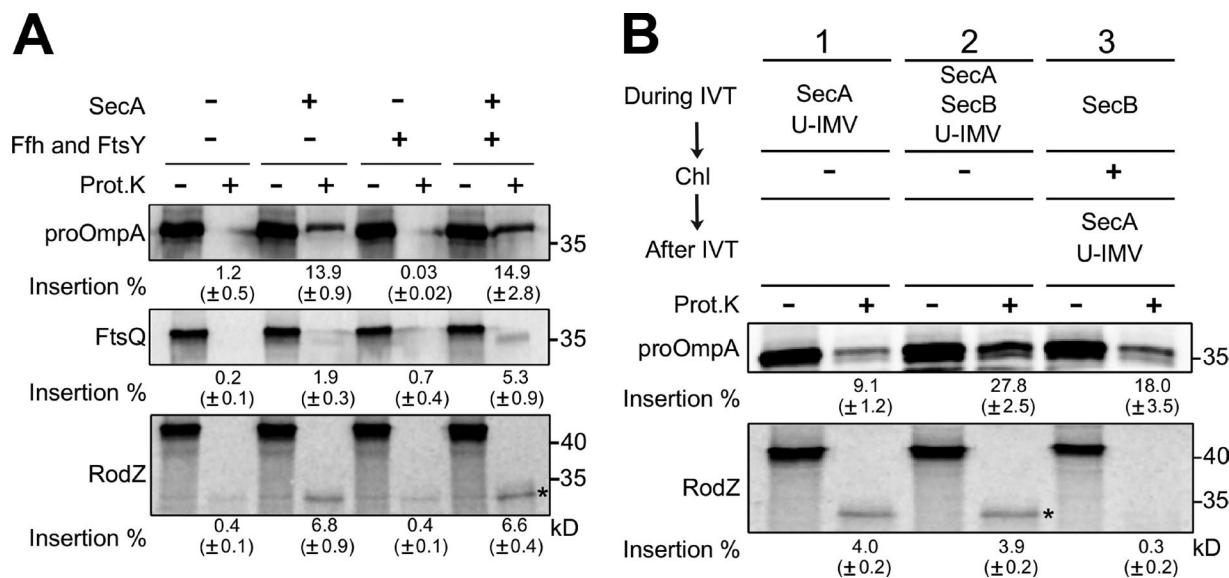 A
SecA - + - +
Ffh and FtsY - - + +
Prot.K - + - + - + - +
proOmpA
35
Insertion % 1.2 13.9 0.03 14.9
(±0.5) (±0.9) (±0.02) (±2.8)
FtsQ
35
Insertion % 0.2 1.9 0.7 5.3
(±0.1) (±0.3) (±0.4) (±0.9)
40
35
RodZ
*
kD
Insertion % 0.4 6.8 0.4 6.6
(±0.1) (±0.9) (±0.1) (±0.4)
B
1 2 3
During IVT
SecA
U-IMV
SecA
SecB
U-IMV
SecB
Chl - - +
After IVT
SecA
U-IMV
Prot.K - + - + - +
proOmpA
35
Insertion % 9.1 27.8 18.0
(±1.2) (±2.5) (±3.5)
40
RodZ
35
*
kD
Insertion % 4.0 3.9 0.3
(±0.2) (±0.2) (±0.2)